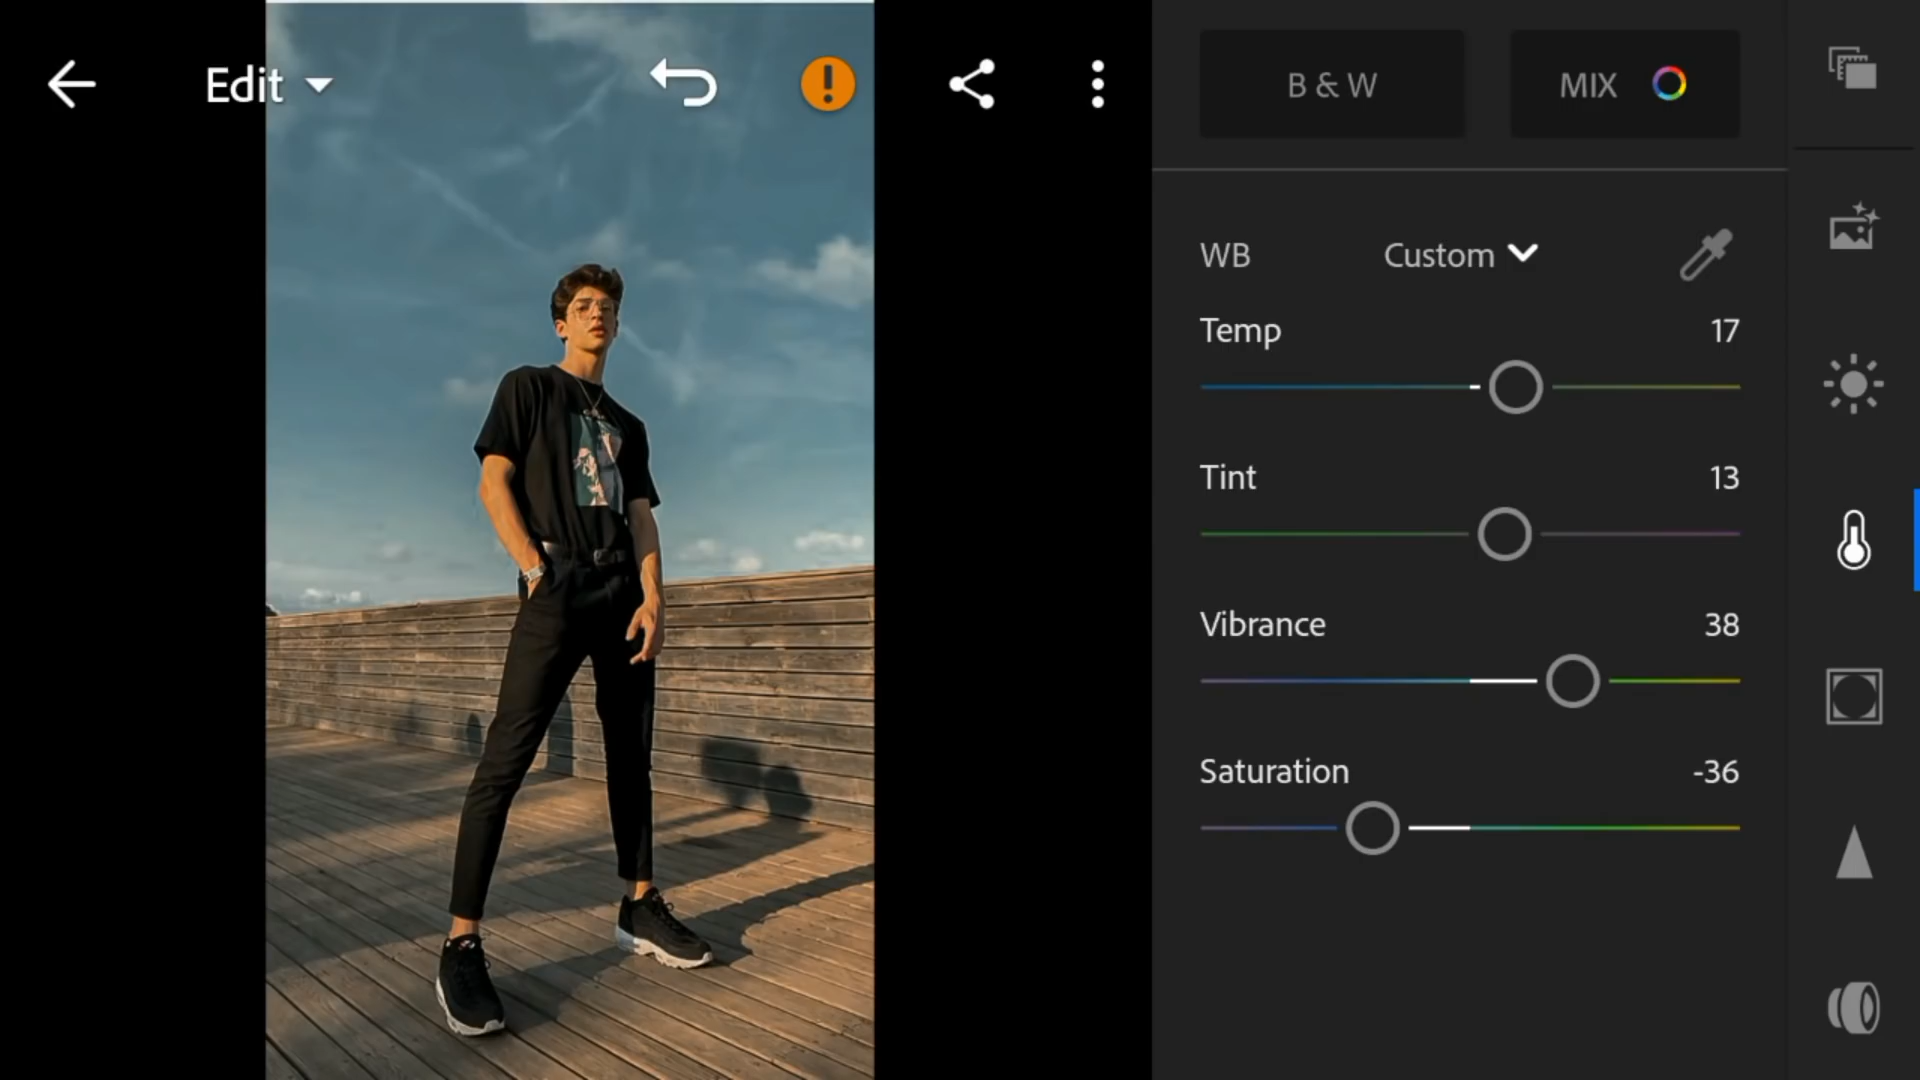 Edit
B & W
MIX
WB Custom
Temp 17
Tint 13
Vibrance 38
Saturation -36